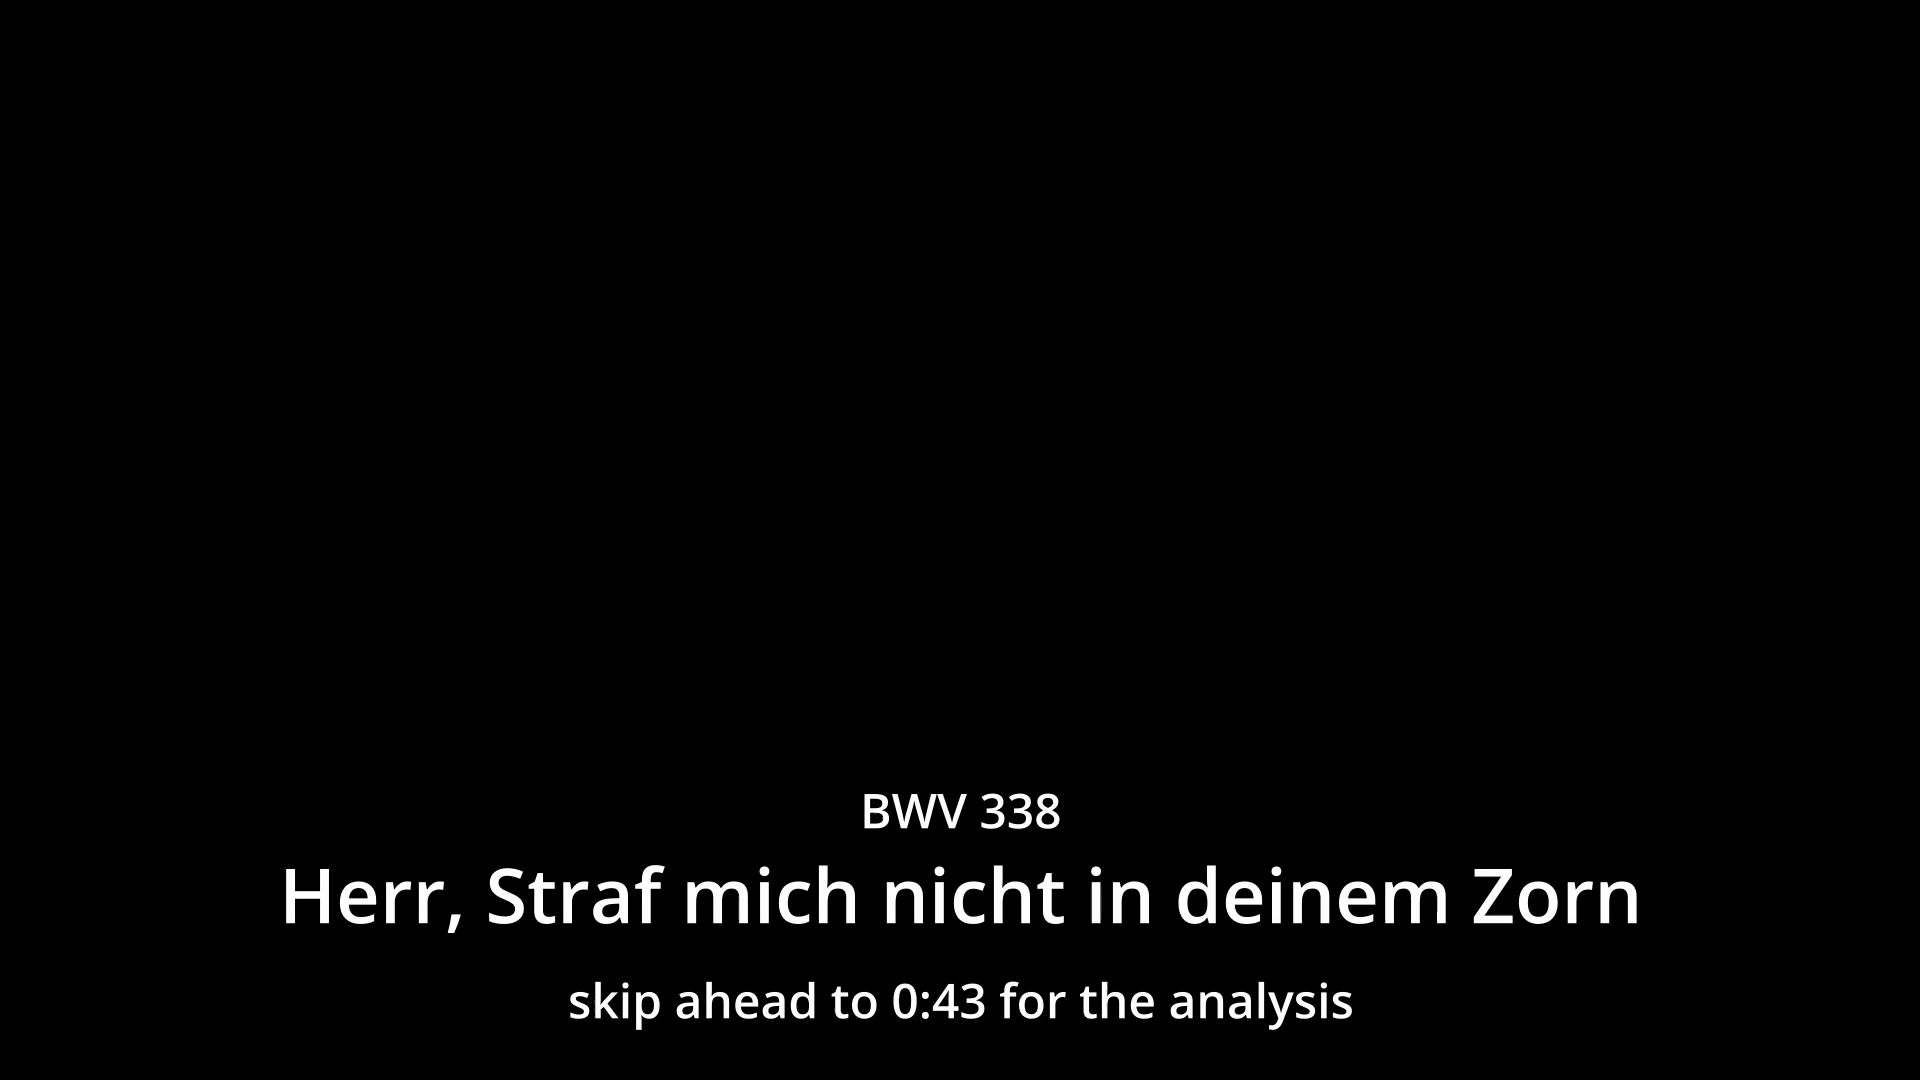 BWV 338
Herr, Straf mich nicht in deinem Zorn
skip ahead to 0:43 for the analysis